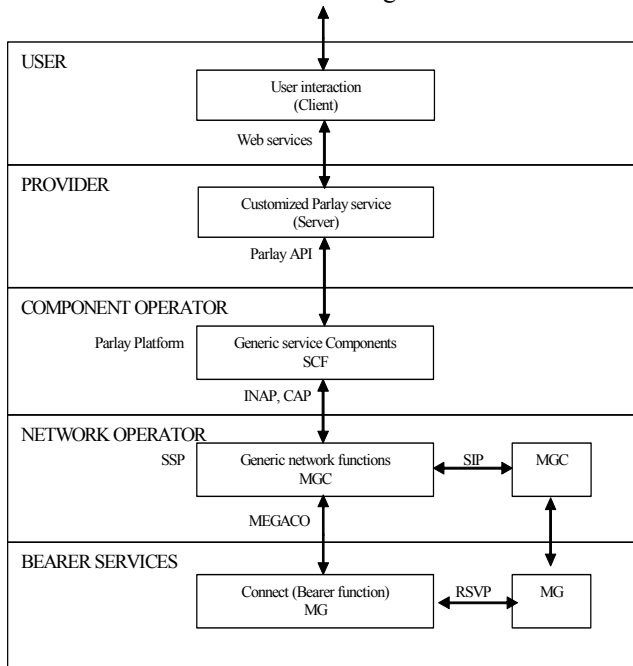 USER
User interaction
(Client)
Web services
PROVIDER
Customized Parlay service
(Server)
Parlay API
COMPONENT OPERATOR
Parlay Platform
Generic service Components
SCF
INAP, CAP
NETWORK OPERATOR
SSP
Generic network functions
MGC
SIP
MGC
MEGACO
BEARER SERVICES
Connect (Bearer function)
MG
RSVP
MG